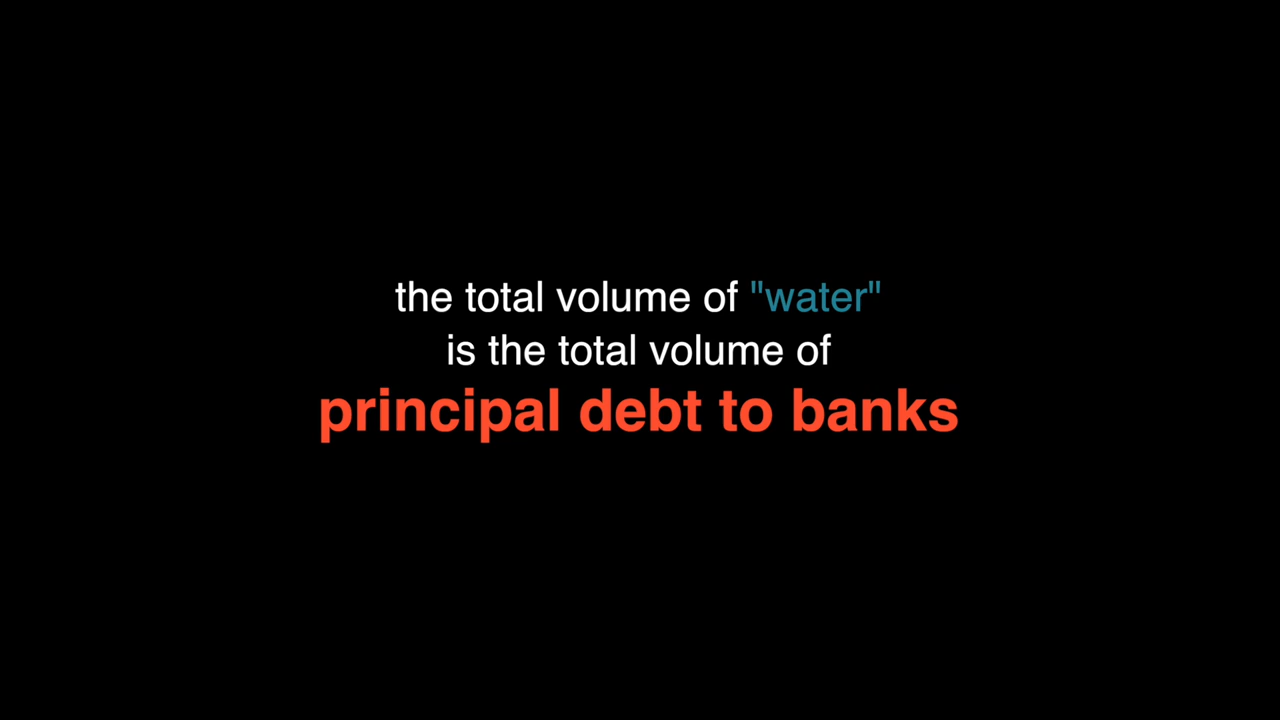 the total volume of "water"
is the total volume of
principal debt to banks